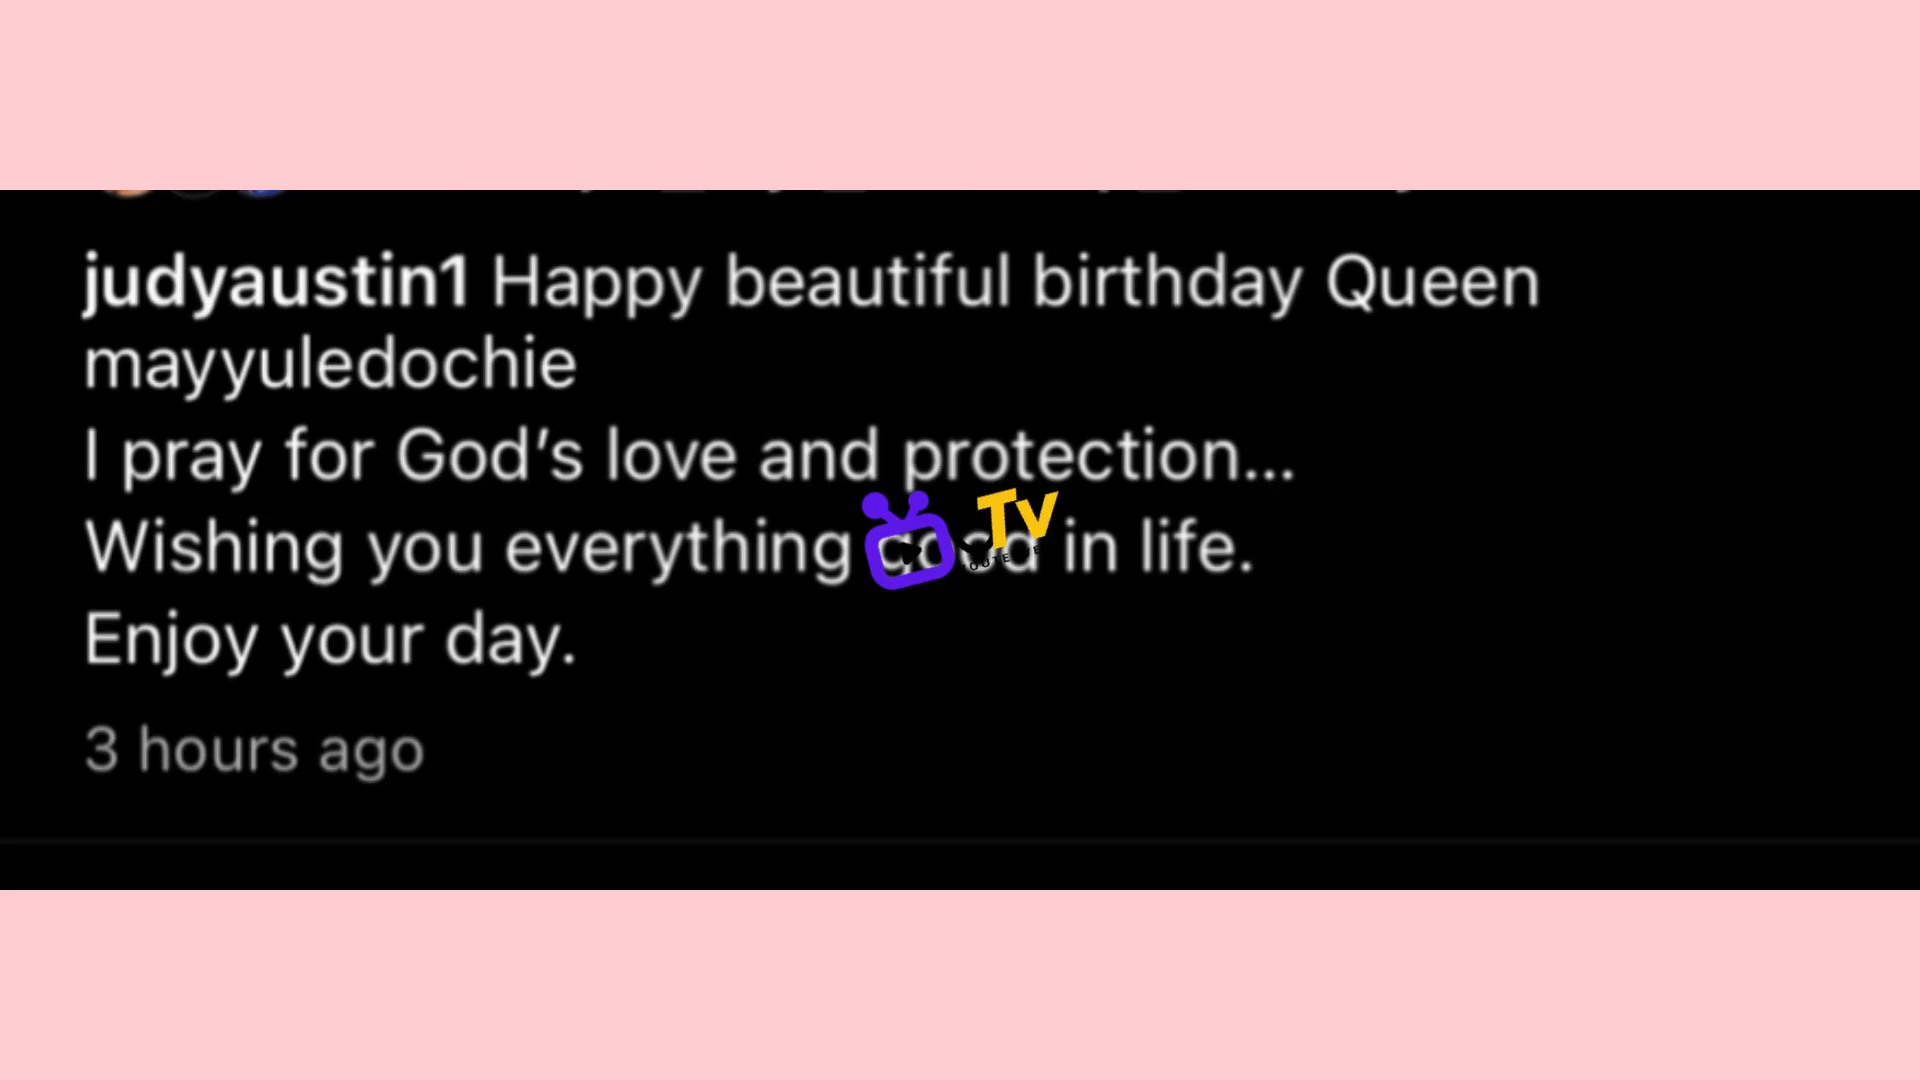 judyaustin1 Happy beautiful birthday Queen
mayyuledochie
I pray for God’s love and protection...
Wishing you everything good in life.
Enjoy your day.
3 hours ago
Tv